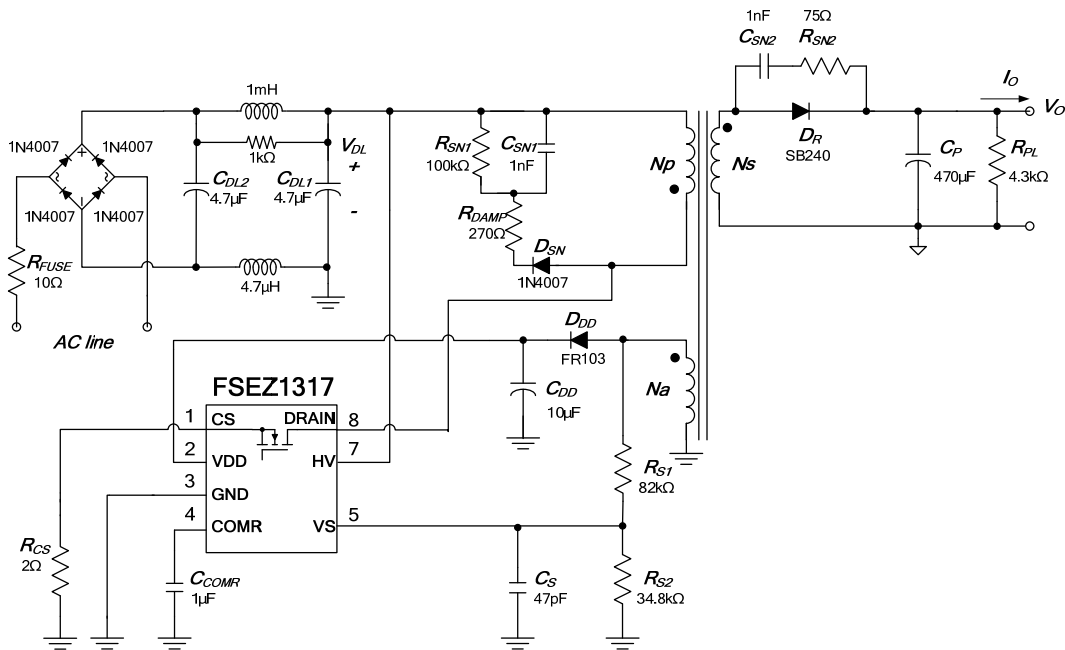 1nF
75Ω
CSN2
RSN2
IO
VO
1mH
1N4007
1N4007
1kΩ
VDL
+
-
RSN1
100kΩ
CSN1
1nF
Np
Ns
DR
SB240
CP
470µF
RPL
4.3kΩ
+
-
1N4007
1N4007
CDL2
4.7µF
CDL1
4.7µF
RDAMP
270Ω
DSN
1N4007
RFUSE
10Ω
4.7µH
AC line
DDD
FR103
FSEZ1317
CDD
10µF
Na
1
CS
DRAIN
8
2
VDD
HV
7
3
GND
4
COMR
VS
5
RS1
82kΩ
RCS
2Ω
CCOMR
1µF
CS
47pF
RS2
34.8kΩ